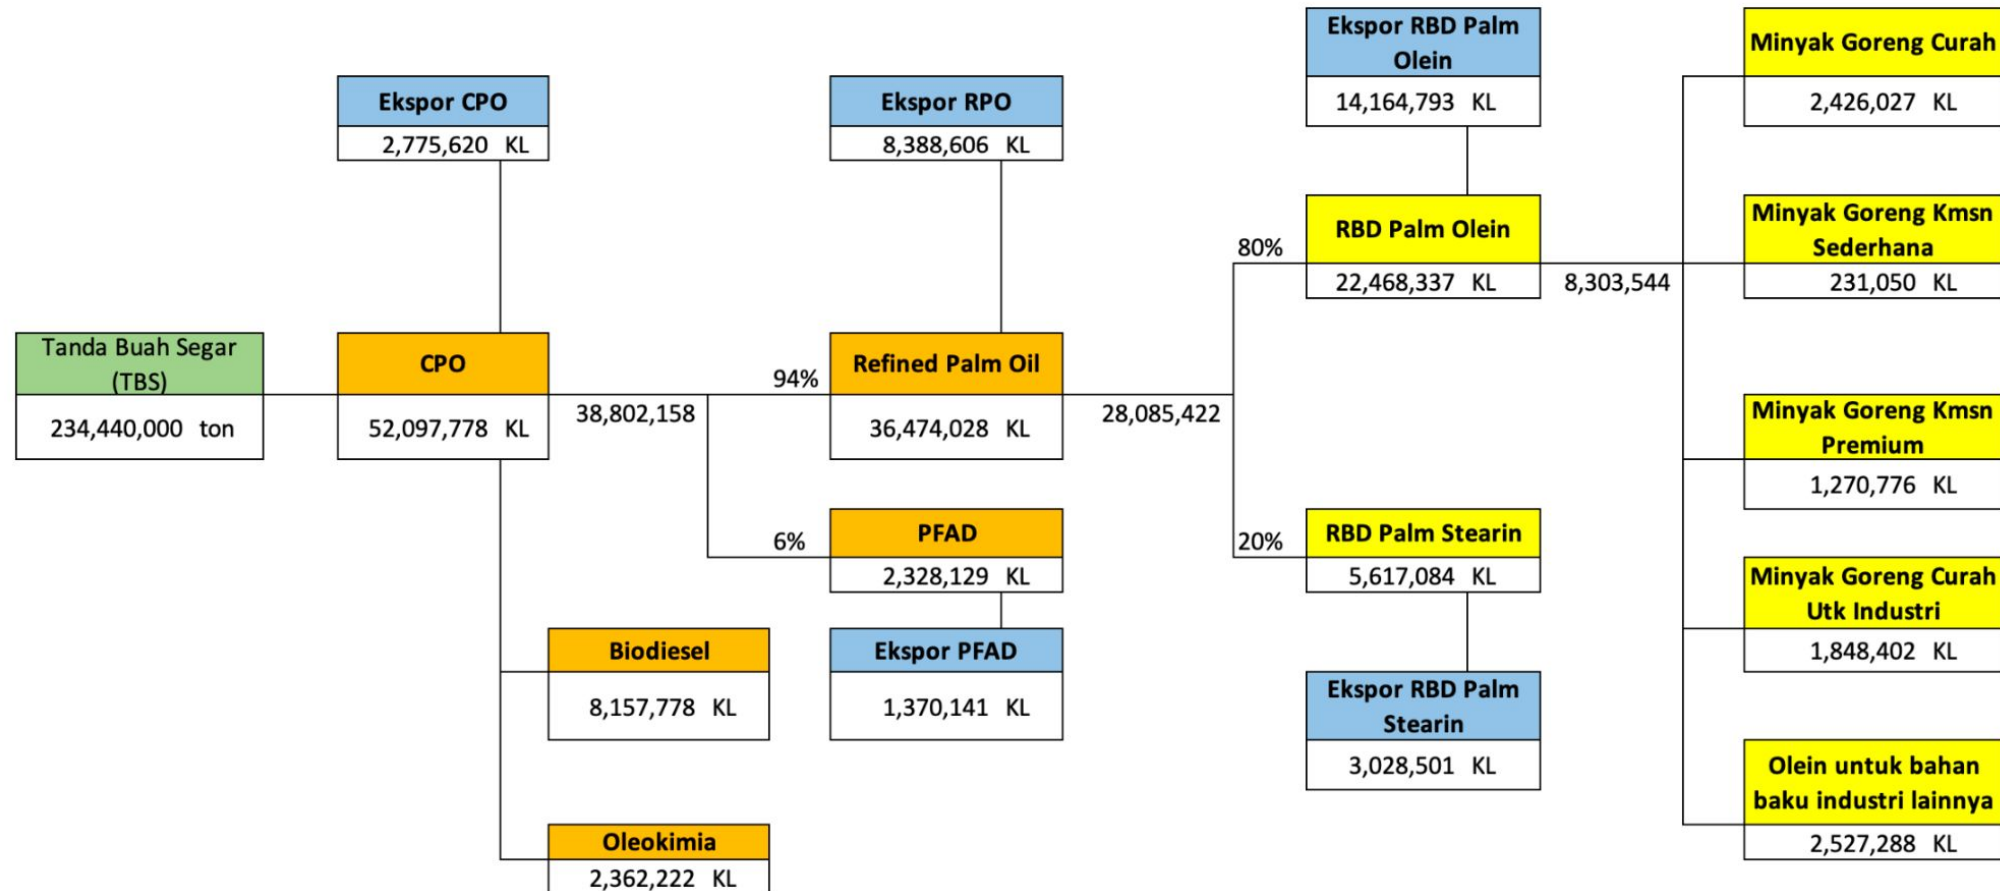 Tanda Buah Segar
(TBS)
234,440,000 ton
Ekspor CPO
2,775,620 KL
CPO
52,097,778 KL
38,802,158
Biodiesel
8,157,778 KL
Oleokimia
2,362,222 KL
94%
6%
Ekspor RPO
8,388,606 KL
Refined Palm Oil
36,474,028 KL
28,085,422
PFAD
2,328,129 KL
Ekspor PFAD
1,370,141 KL
80%
20%
Ekspor RBD Palm
Olein
14,164,793 KL
RBD Palm Olein
22,468,337 KL
8,303,544
RBD Palm Stearin
5,617,084 KL
Ekspor RBD Palm
Stearin
3,028,501 KL
Minyak Goreng Curah
2,426,027 KL
Minyak Goreng Kmsn
Sederhana
231,050 KL
Minyak Goreng Kmsn
Premium
1,270,776 KL
Minyak Goreng Curah
Utk Industri
1,848,402 KL
Olein untuk bahan
baku industri lainnya
2,527,288 KL